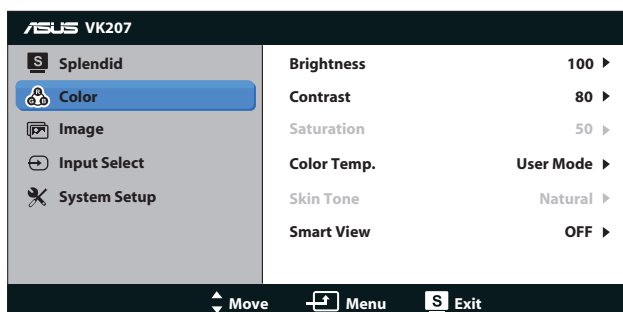 ASUS VK207
S Splendid
Color
Image
Input Select
System Setup
Brightness 100
Contrast 80
Saturation 50
Color Temp. User Mode
Skin Tone Natural
Smart View OFF
Move Menu S Exit